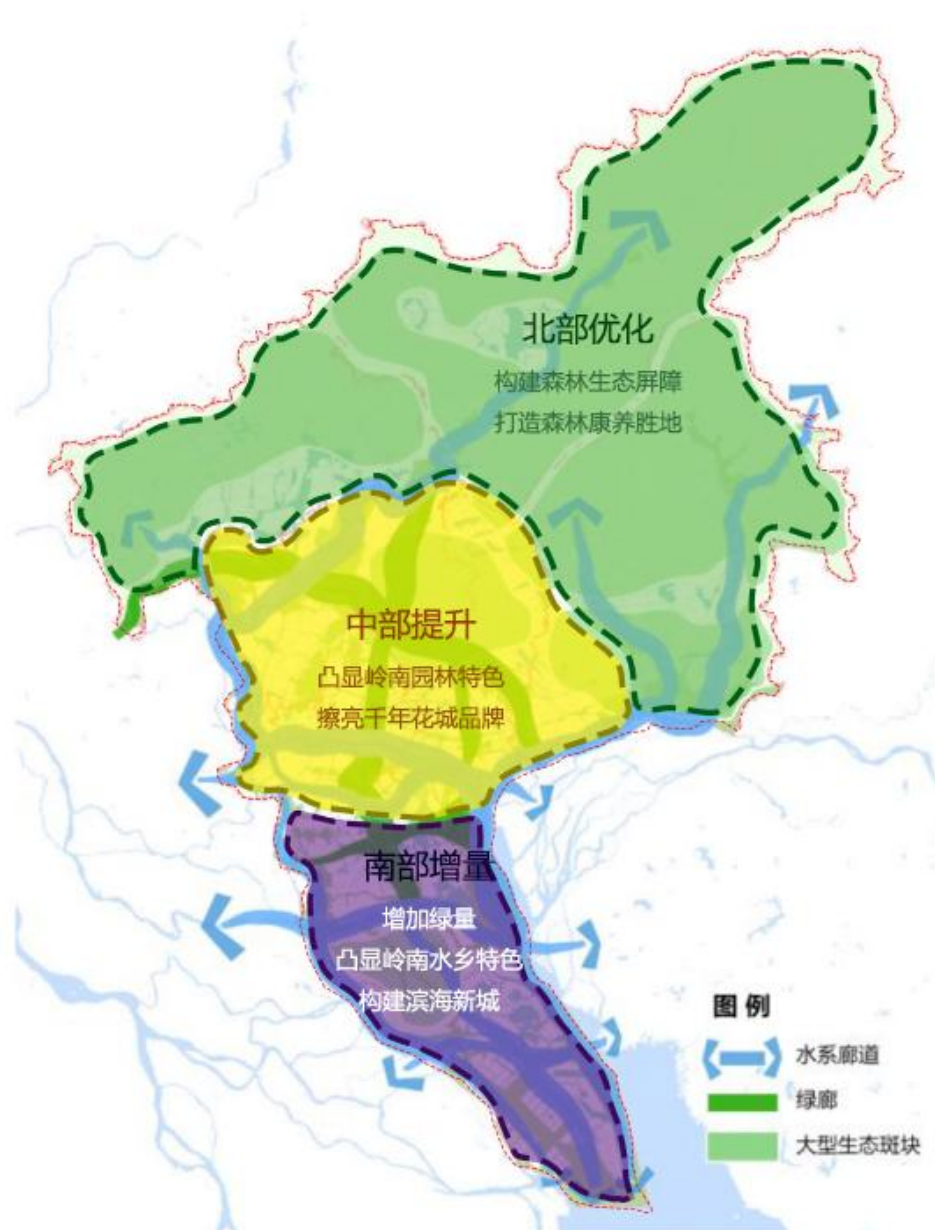 北部优化
构建森林生态屏障
打造森林康养胜地
中部提升
凸显岭南园林特色
擦亮千年花城品牌
南部增量
增加绿量
凸显岭南水乡特色
构建滨海新城
图例
水系廊道
绿廊
大型生态斑块